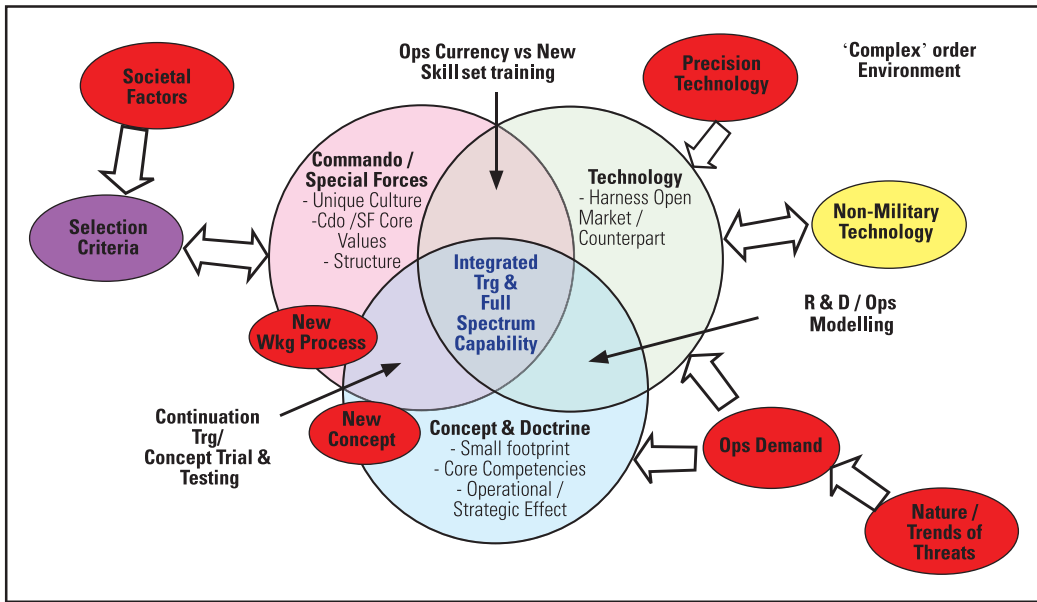 Ops Currency vs New
Skill set training
'Complex' order
Environment
Societal
Factors
Precision
Technology
Commando /
Special Forces
- Unique Culture
-Cdo /SF Core
Values
- Structure
Technology
- Harness Open
Market /
Counterpart
Selection
Criteria
Non-Military
Technology
Integrated
Trg &
Full
Spectrum
Capability
R & D / Ops
Modelling
New
Wkg Process
New
Concept
Continuation
Trg/
Concept Trial &
Testing
Concept & Doctrine
- Small footprint
- Core Competencies
- Operational /
Strategic Effect
Ops Demand
Nature /
Trends of
Threats